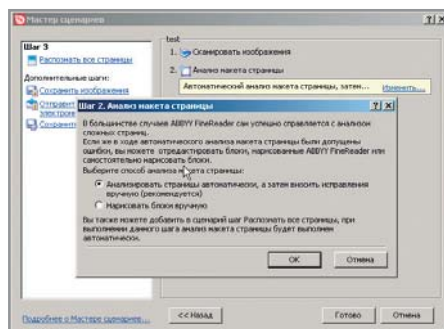 Мастер сценариев
Шаг 3
Распознать все страницы
Дополнительные шаги:
Сохранить изображения
Отправит
электрон
Сохранит
test
1. Сканировать изображения
2. Анализ макета страницы
Автоматический анализ макета страницы, затем... Изменить...
Шаг 2. Анализ макета страницы
В большинстве случаев ABBYY FineReader сам успешно справляется с анализом
сложных страниц.
Если же в ходе автоматического анализа макета страницы были допущены
ошибки, вы можете отредактировать блоки, нарисованные ABBYY FineReader или
самостоятельно нарисовать блоки.
Выберите способ анализа макета страницы:
Анализировать страницы автоматически, а затем вносить исправления
вручную (рекомендуется)
Нарисовать блоки вручную
Вы также можете добавить в сценарий шаг Распознать все страницы, при
выполнении данного шага анализ макета страницы будет выполнен
автоматически.
OK Отмена
Подробнее о Мастере сценариев... << Назад Готово Отмена